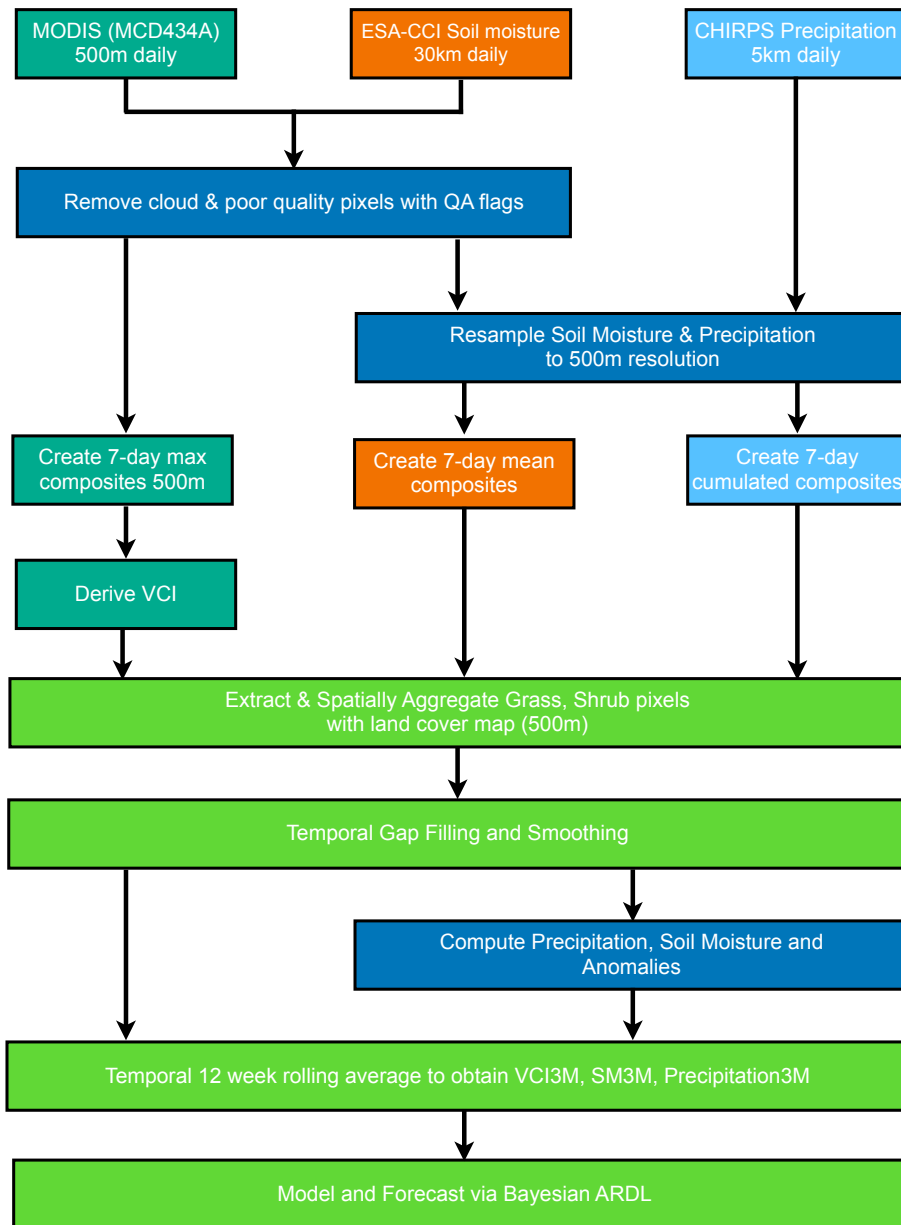 MODIS (MCD434A)
500m daily
ESA-CCI Soil moisture
30km daily
CHIRPS Precipitation
5km daily
Remove cloud & poor quality pixels with QA flags
Resample Soil Moisture & Precipitation
to 500m resolution
Create 7-day max
composites 500m
Create 7-day mean
composites
Create 7-day
cumulated composites
Derive VCI
Extract & Spatially Aggregate Grass, Shrub pixels
with land cover map (500m)
Temporal Gap Filling and Smoothing
Compute Precipitation, Soil Moisture and
Anomalies
Temporal 12 week rolling average to obtain VCI3M, SM3M, Precipitation3M
Model and Forecast via Bayesian ARDL